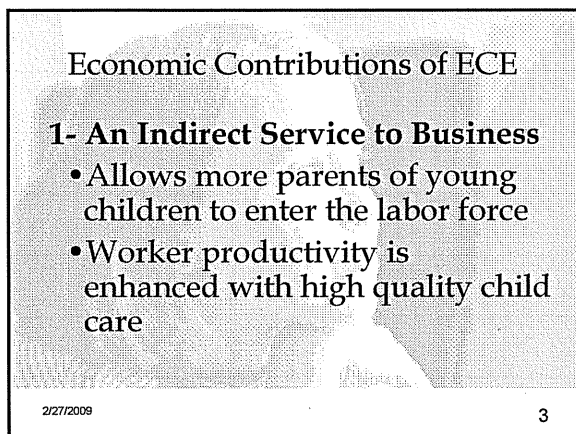 Economic Contributions of ECE
1- An Indirect Service to Business
•Allows more parents of young
children to enter the labor force
•Worker productivity is
enhanced with high quality child
care
2/27/2009
3